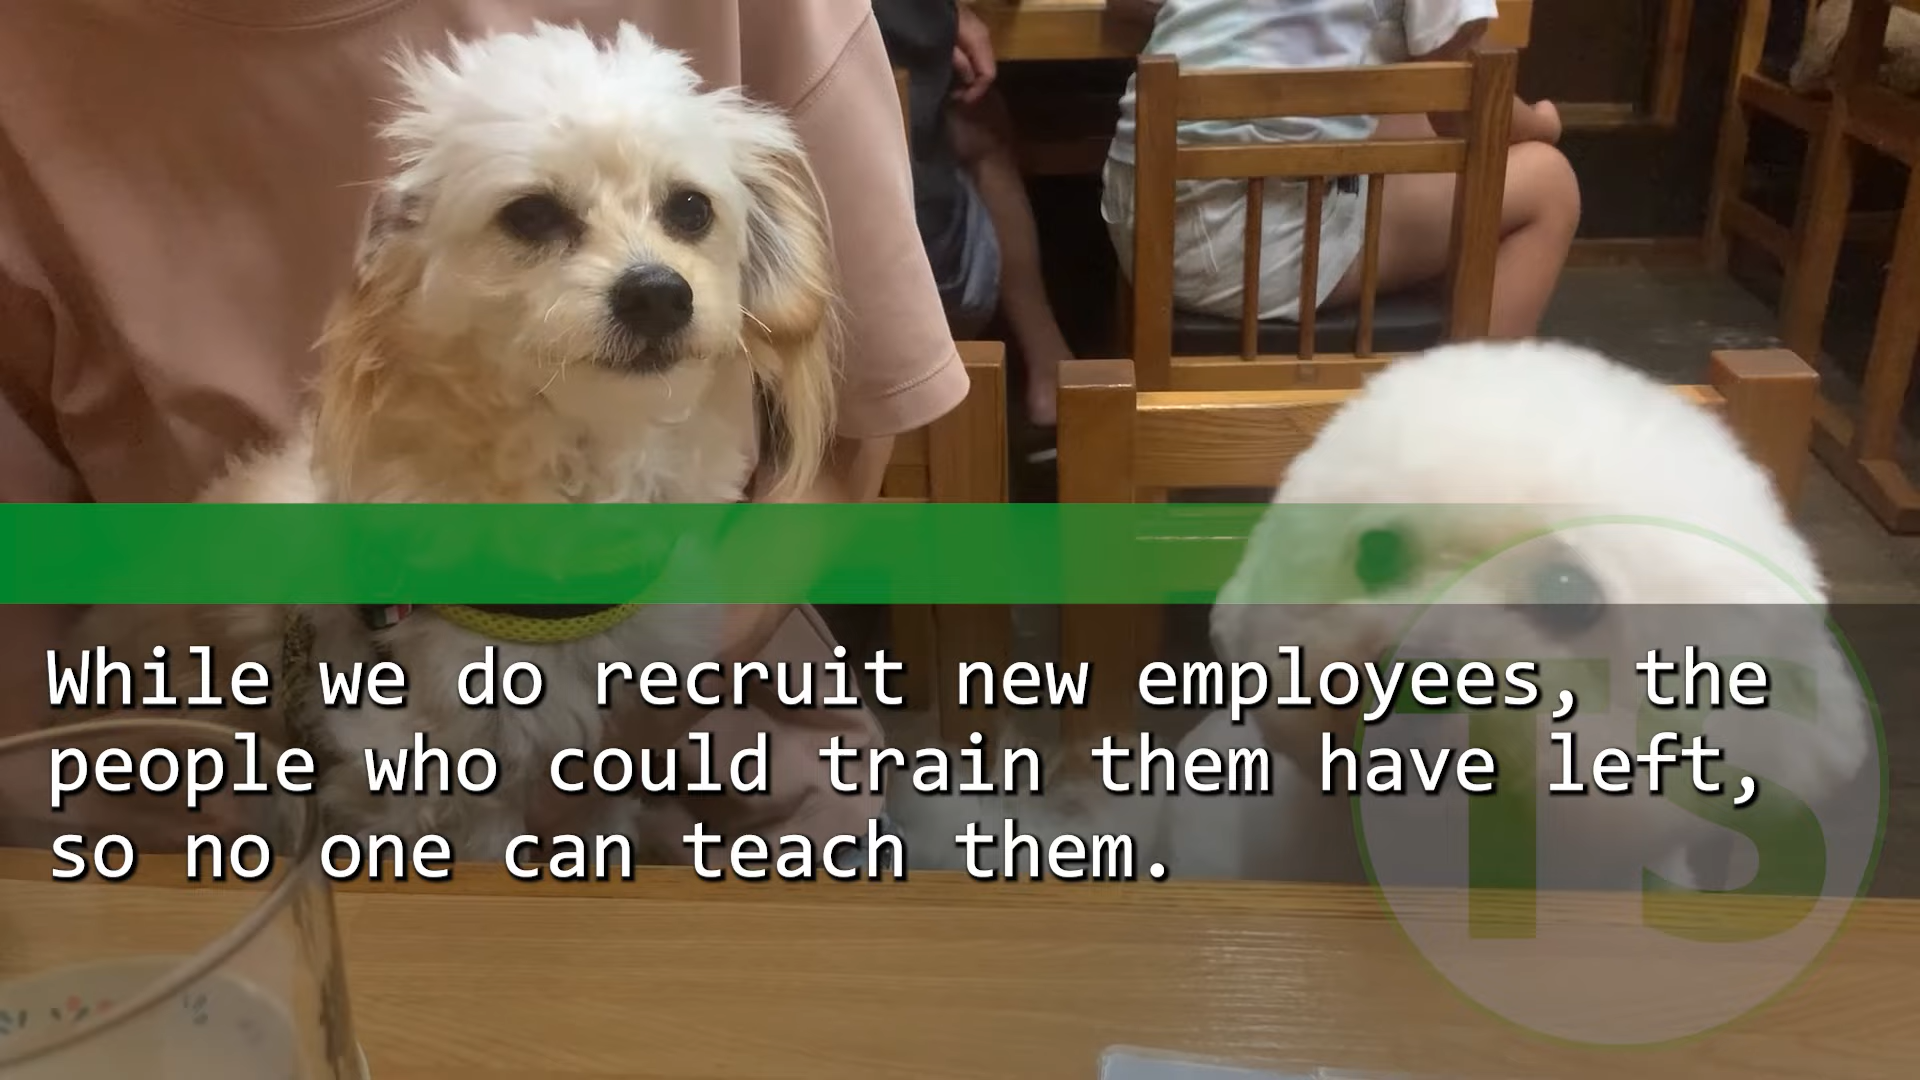 While we do recruit new employees, the
people who could train them have left,
so no one can teach them.
TS